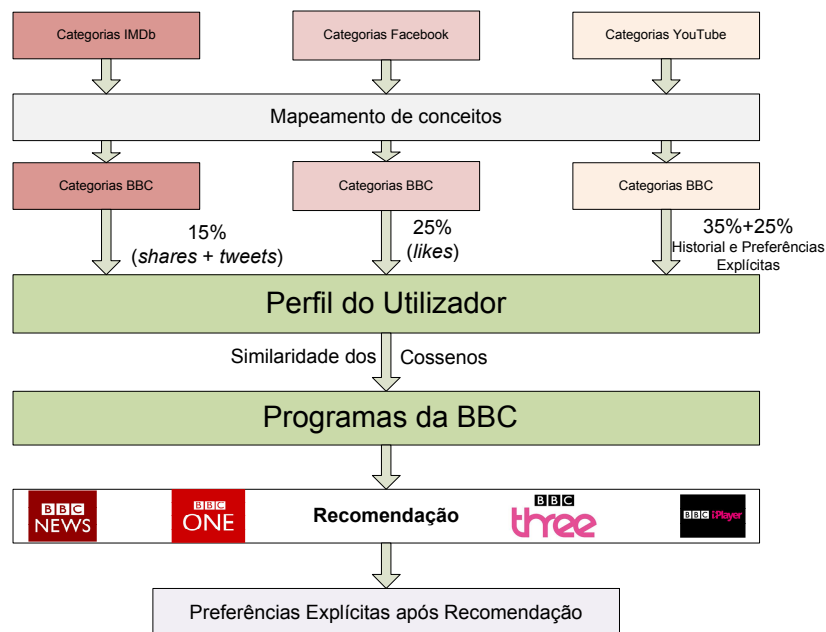 Categorias IMDb
Categorias Facebook
Categorias YouTube
Mapeamento de conceitos
Categorias BBC
Categorias BBC
Categorias BBC
15%
(shares + tweets)
25%
(likes)
35%+25%
Historial e Preferências
Explícitas
Perfil do Utilizador
Similaridade dos Cossenos
Programas da BBC
BBC
NEWS
BBC
ONE
Recomendação
BBC
three
BBC iPlayer
Preferências Explícitas após Recomendação